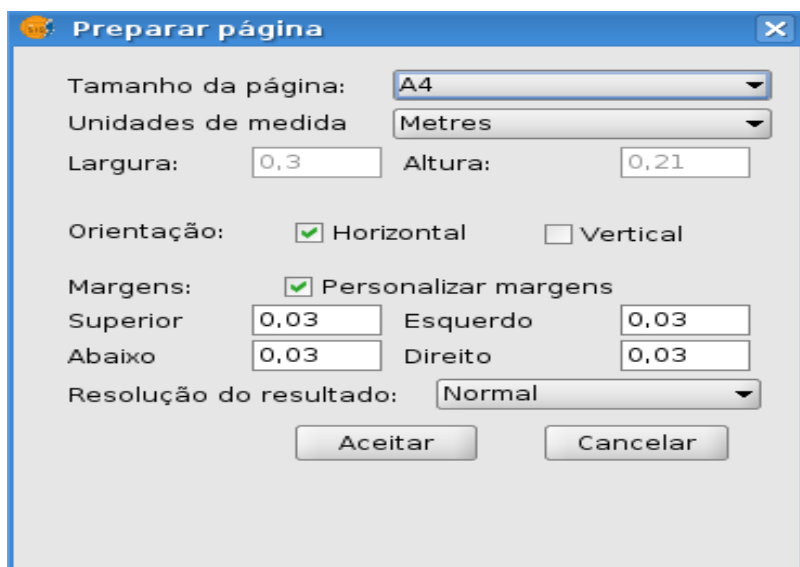 Preparar página
Tamanho da página: A4
Unidades de medida Metres
Largura: 0,3 Altura: 0,21
Orientação: Horizontal Vertical
Margens: Personalizar margens
Superior 0,03 Esquerdo 0,03
Abaixo 0,03 Direito 0,03
Resolução do resultado: Normal
Aceitar Cancelar